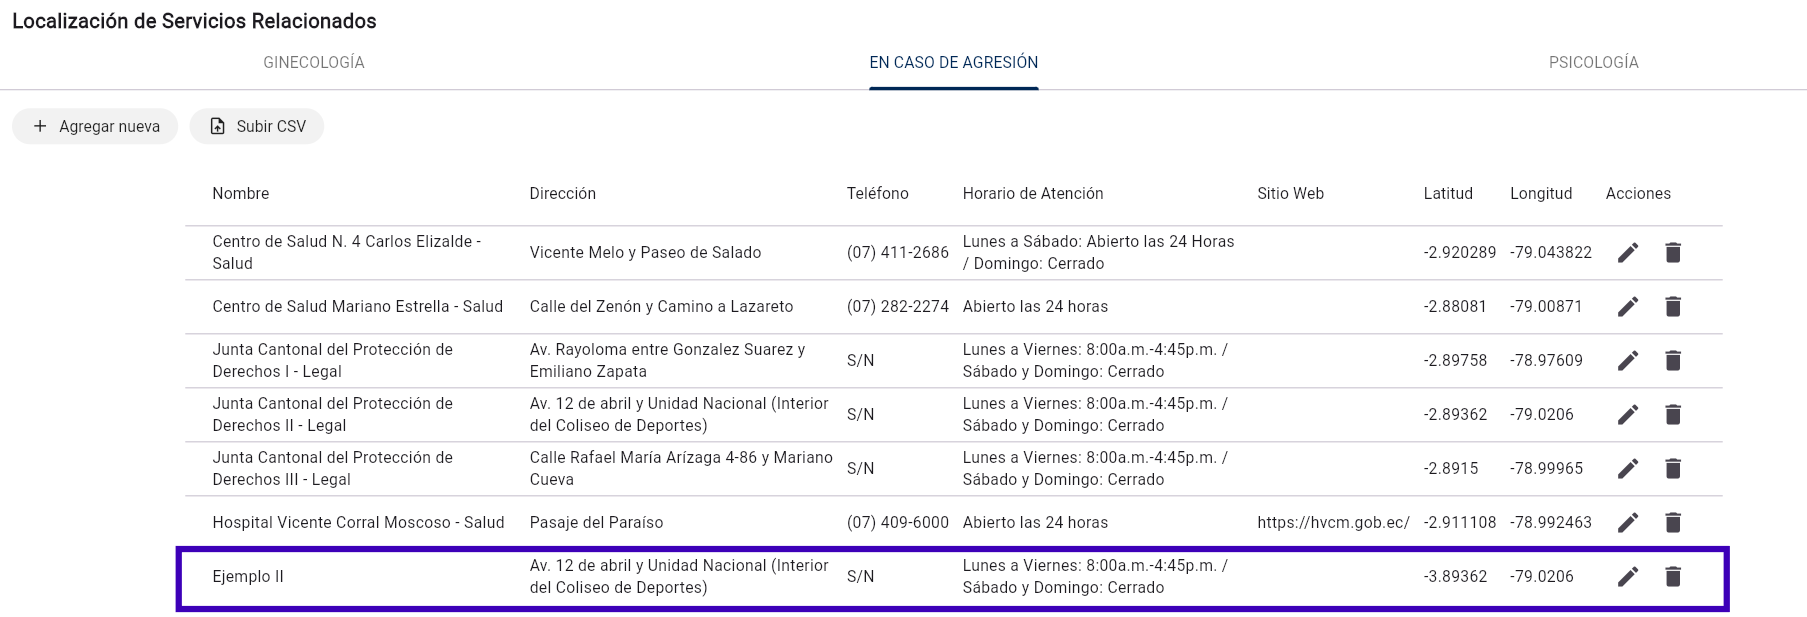 Localización de Servicios Relacionados
GINECOLOGÍA
EN CASO DE AGRESIÓN
PSICOLOGÍA
Agregar nueva
Subir CSV
Nombre Dirección Teléfono Horario de Atención Sitio Web Latitud Longitud Acciones
Centro de Salud N. 4 Carlos Elizalde -
Salud
Vicente Melo y Paseo de Salado
(07) 411-2686
Lunes a Sábado: Abierto las 24 Horas
/ Domingo: Cerrado
-2.920289
-79.043822
Centro de Salud Mariano Estrella - Salud
Calle del Zenón y Camino a Lazareto
(07) 282-2274
Abierto las 24 horas
-2.88081
-79.00871
Junta Cantonal del Protección de
Derechos I - Legal
Av. Rayoloma entre Gonzalez Suarez y
Emiliano Zapata
S/N
Lunes a Viernes: 8:00a.m.-4:45p.m. /
Sábado y Domingo: Cerrado
-2.89758
-78.97609
Junta Cantonal del Protección de
Derechos II - Legal
Av. 12 de abril y Unidad Nacional (Interior
del Coliseo de Deportes)
S/N
Lunes a Viernes: 8:00a.m.-4:45p.m. /
Sábado y Domingo: Cerrado
-2.89362
-79.0206
Junta Cantonal del Protección de
Derechos III - Legal
Calle Rafael María Arízaga 4-86 y Mariano
Cueva
S/N
Lunes a Viernes: 8:00a.m.-4:45p.m. /
Sábado y Domingo: Cerrado
-2.8915
-78.99965
Hospital Vicente Corral Moscoso - Salud
Pasaje del Paraíso
(07) 409-6000
Abierto las 24 horas
https://hvcm.gob.ec/
-2.911108
-78.992463
Ejemplo II
Av. 12 de abril y Unidad Nacional (Interior
del Coliseo de Deportes)
S/N
Lunes a Viernes: 8:00a.m.-4:45p.m. /
Sábado y Domingo: Cerrado
-3.89362
-79.0206